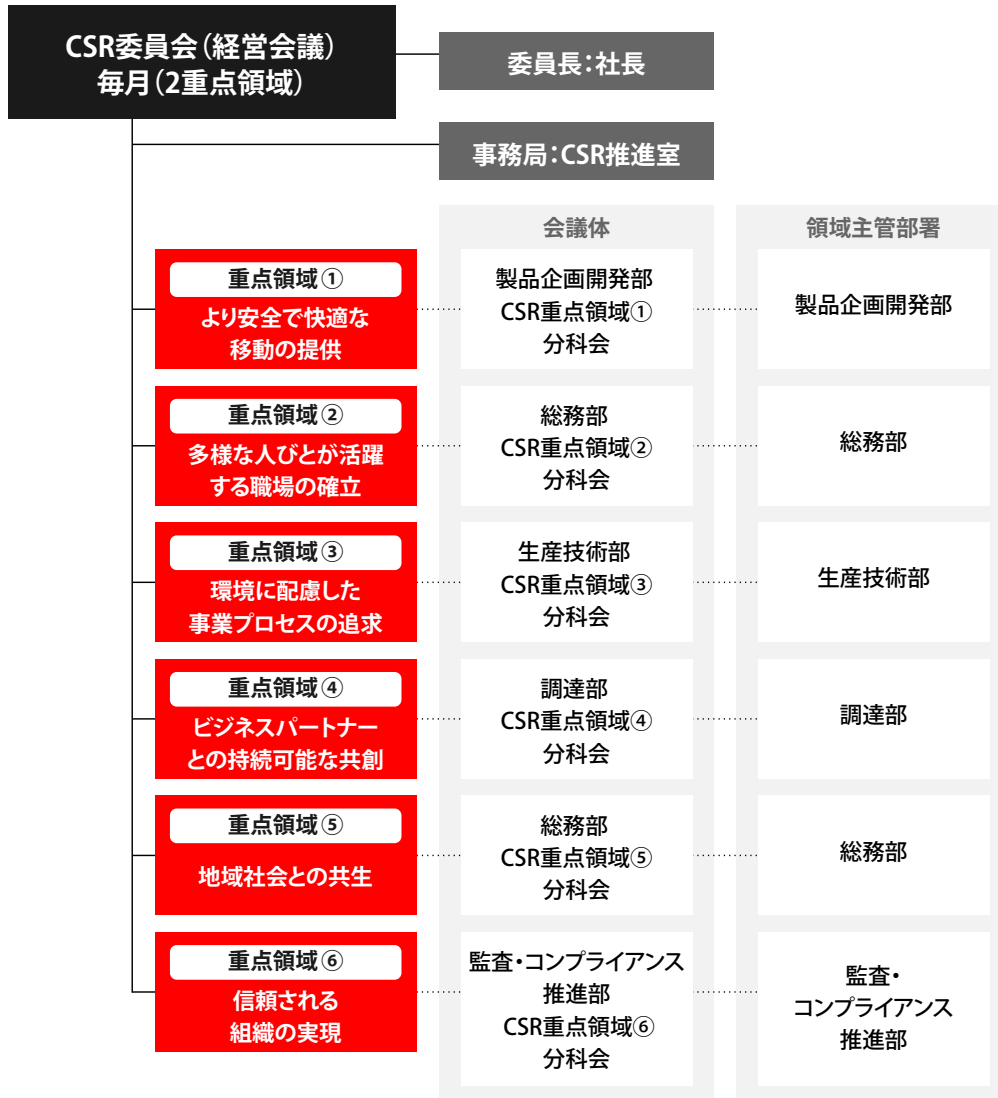 CSR委員会（経営会議）
毎月（2重点領域）
委員長：社長
事務局：CSR推進室
会議体
領域主管部署
重点領域①
より安全で快適な
移動の提供
製品企画開発部
CSR重点領域①
分科会
製品企画開発部
重点領域②
多様な人びとが活躍
する職場の確立
総務部
CSR重点領域②
分科会
総務部
重点領域③
環境に配慮した
事業プロセスの追求
生産技術部
CSR重点領域③
分科会
生産技術部
重点領域④
ビジネスパートナー
との持続可能な共創
調達部
CSR重点領域④
分科会
調達部
重点領域⑤
地域社会との共生
総務部
CSR重点領域⑤
分科会
総務部
重点領域⑥
信頼される
組織の実現
監査・コンプライアンス
推進部
CSR重点領域⑥
分科会
監査・
コンプライアンス
推進部